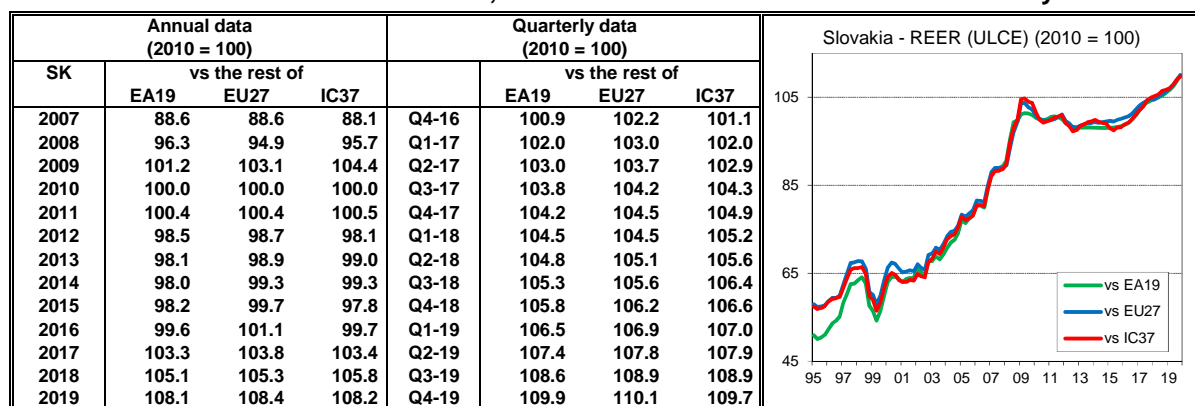 Annual data Quarterly data
(2010 = 100) (2010 = 100)
SK vs the rest of vs the rest of
EA19 EU27 IC37 EA19 EU27 IC37
2007 88.6 88.6 88.1 Q4-16 100.9 102.2 101.1
2008 96.3 94.9 95.7 Q1-17 102.0 103.0 102.0
2009 101.2 103.1 104.4 Q2-17 103.0 103.7 102.9
2010 100.0 100.0 100.0 Q3-17 103.8 104.2 104.3
2011 100.4 100.4 100.5 Q4-17 104.2 104.5 104.9
2012 98.5 98.7 98.1 Q1-18 104.5 104.5 105.2
2013 98.1 98.9 99.0 Q2-18 104.8 105.1 105.6
2014 98.0 99.3 99.3 Q3-18 105.3 105.6 106.4
2015 98.2 99.7 97.8 Q4-18 105.8 106.2 106.6
2016 99.6 101.1 99.7 Q1-19 106.5 106.9 107.0
2017 103.3 103.8 103.4 Q2-19 107.4 107.8 107.9
2018 105.1 105.3 105.8 Q3-19 108.6 108.9 108.9
2019 108.1 108.4 108.2 Q4-19 109.9 110.1 109.7
Slovakia - REER (ULCE) (2010 = 100)
105
85
65
45
vs EA19
vs EU27
vs IC37
95 97 99 01 03 05 07 09 11 13 15 17 19